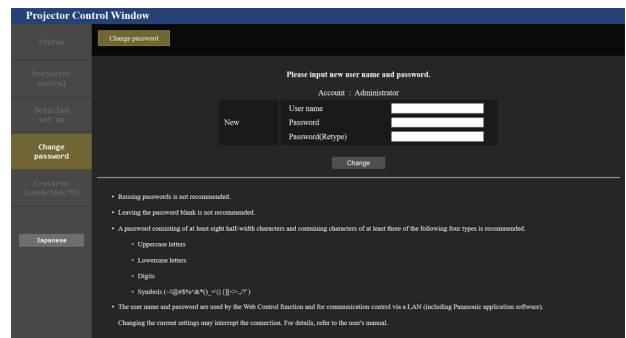 Projector Control Window
Status
Change password
Projector
control
Detailed
set up
Change
password
Crestron
Connected(TM)
Japanese
Please input new user name and password.
Account : Administrator
New
User name
Password
Password(Retype)
Change
• Reusing passwords is not recommended.
• Leaving the password blank is not recommended.
• A password consisting of at least eight half-width characters and containing characters of at least three of the following four types is recommended.
Uppercase letters
Lowercase letters
Digits
Symbols (~!@#$%^&*()_+\|}{][<>.,/?`)
• The user name and password are used by the Web Control function and for communication control via a LAN (including Panasonic application software).
Changing the current settings may interrupt the connection. For details, refer to the user's manual.